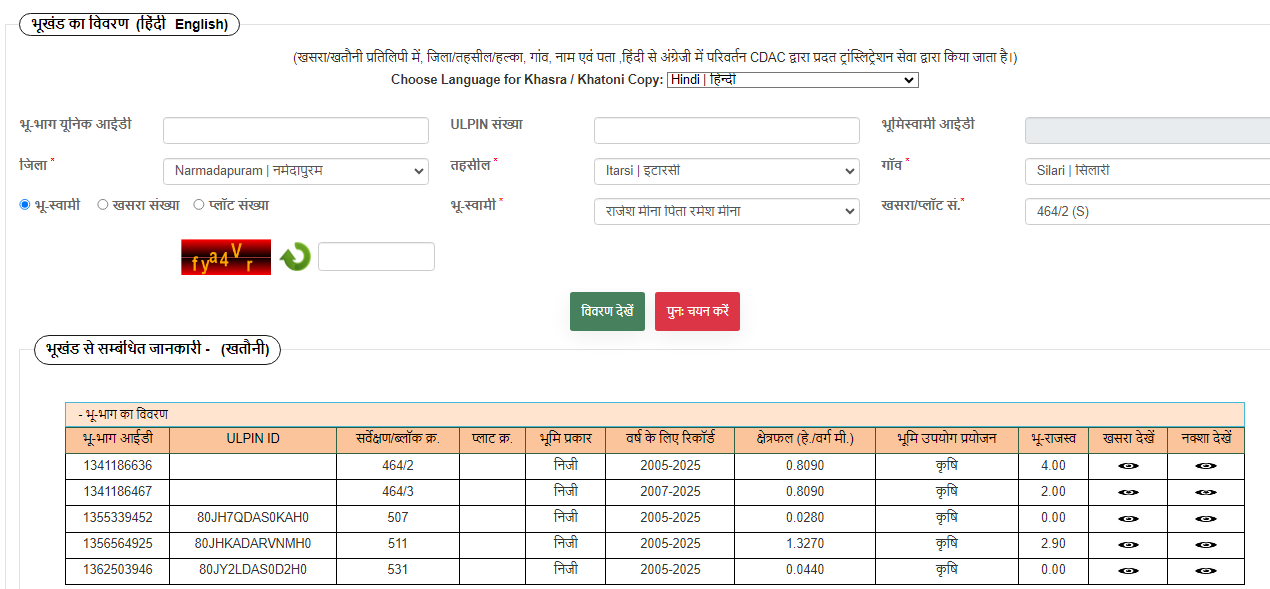 भूखंड का विवरण (हिंदी English)
(खसरा/खतौनी प्रतिलिपी में, जिला/तहसील/हल्का, गांव, नाम एवं पता ,हिंदी से अंग्रेजी में परिवर्तन CDAC द्वारा प्रदत ट्रांस्लिट्रेशन सेवा द्वारा किया जाता है।)
Choose Language for Khasra / Khatoni Copy: Hindi | हिन्दी
भू-भाग यूनिक आईडी ULPIN संख्या भूमिस्वामी आईडी
जिला * Narmadapuram | नर्मदापुरम तहसील * Itarsi | इटारसी गाँव * Silari | सिलारी
भू-स्वामी खसरा संख्या प्लॉट संख्या भू-स्वामी * राजेश मीना पिता रमेश मीना खसरा/प्लॉट सं.* 464/2 (S)
fya4Vr
विवरण देखें पुनः चयन करें
भूखंड से सम्बंधित जानकारी - (खतौनी)
- भू-भाग का विवरण
भू-भाग आईडी ULPIN ID सर्वेक्षण/ब्लॉक क्र. प्लाट क्र. भूमि प्रकार वर्ष के लिए रिकॉर्ड क्षेत्रफल (हे./वर्ग मी.) भूमि उपयोग प्रयोजन भू-राजस्व खसरा देखें नक्शा देखें
1341186636 464/2 निजी 2005-2025 0.8090 कृषि 4.00
1341186467 464/3 निजी 2007-2025 0.8090 कृषि 2.00
1355339452 80JH7QDAS0KAH0 507 निजी 2005-2025 0.0280 कृषि 0.00
1356564925 80JHKADARVNMH0 511 निजी 2005-2025 1.3270 कृषि 2.90
1362503946 80JY2LDAS0D2H0 531 निजी 2005-2025 0.0440 कृषि 0.00